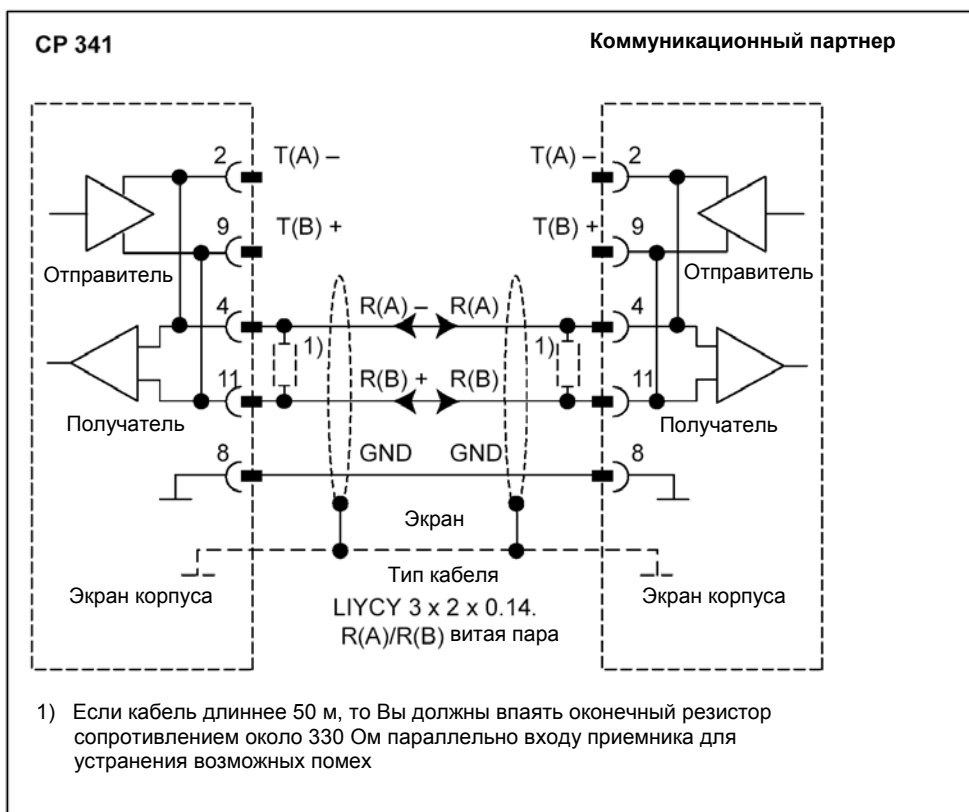 CP 341
Коммуникационный партнер
2 T(A) – T(A) – 2
9 T(B) + T(B) + 9
Отправитель Отправитель
4 R(A) – R(A) 4
1) 1)
11 R(B) + R(B) 11
Получатель Получатель
8 GND GND 8
Экран
Экран корпуса Тип кабеля Экран корпуса
LIYCY 3 x 2 x 0.14.
R(A)/R(B) витая пара
1) Если кабель длиннее 50 м, то Вы должны впаять оконечный резистор
сопротивлением около 330 Ом параллельно входу приемника для
устранения возможных помех